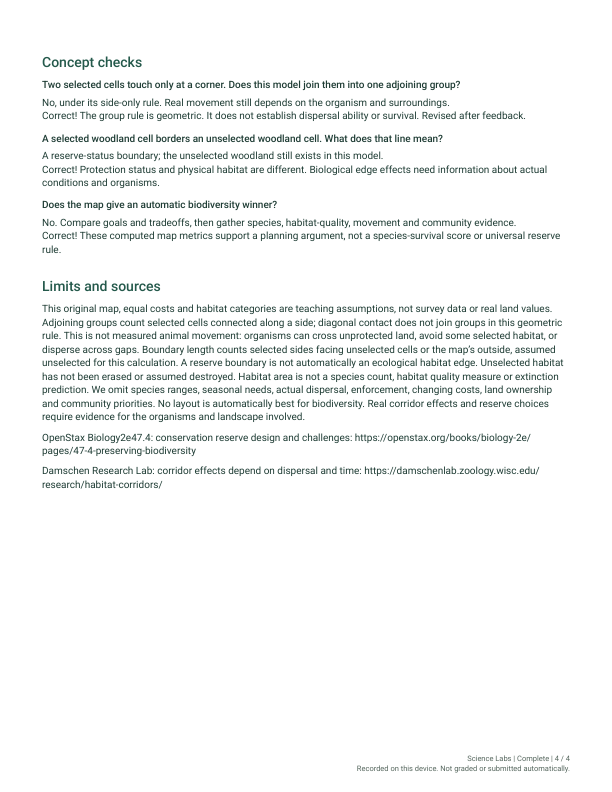 Concept checks
Two selected cells touch only at a corner. Does this model join them into one adjoining group?
No, under its side-only rule. Real movement still depends on the organism and surroundings.
Correct! The group rule is geometric. It does not establish dispersal ability or survival. Revised after feedback.
A selected woodland cell borders an unselected woodland cell. What does that line mean?
A reserve-status boundary; the unselected woodland still exists in this model.
Correct! Protection status and physical habitat are different. Biological edge effects need information about actual
conditions and organisms.
Does the map give an automatic biodiversity winner?
No. Compare goals and tradeoffs, then gather species, habitat-quality, movement and community evidence.
Correct! These computed map metrics support a planning argument, not a species-survival score or universal reserve
rule.
Limits and sources
This original map, equal costs and habitat categories are teaching assumptions, not survey data or real land values.
Adjoining groups count selected cells connected along a side; diagonal contact does not join groups in this geometric
rule. This is not measured animal movement: organisms can cross unprotected land, avoid some selected habitat, or
disperse across gaps. Boundary length counts selected sides facing unselected cells or the map's outside, assumed
unselected for this calculation. A reserve boundary is not automatically an ecological habitat edge. Unselected habitat
has not been erased or assumed destroyed. Habitat area is not a species count, habitat quality measure or extinction
prediction. We omit species ranges, seasonal needs, actual dispersal, enforcement, changing costs, land ownership
and community priorities. No layout is automatically best for biodiversity. Real corridor effects and reserve choices
require evidence for the organisms and landscape involved.
OpenStax Biology2e47.4: conservation reserve design and challenges: https://openstax.org/books/biology-2e/
pages/47-4-preserving-biodiversity
Damschen Research Lab: corridor effects depend on dispersal and time: https://damschenlab.zoology.wisc.edu/
research/habitat-corridors/
Science Labs | Complete | 4 / 4
Recorded on this device. Not graded or submitted automatically.